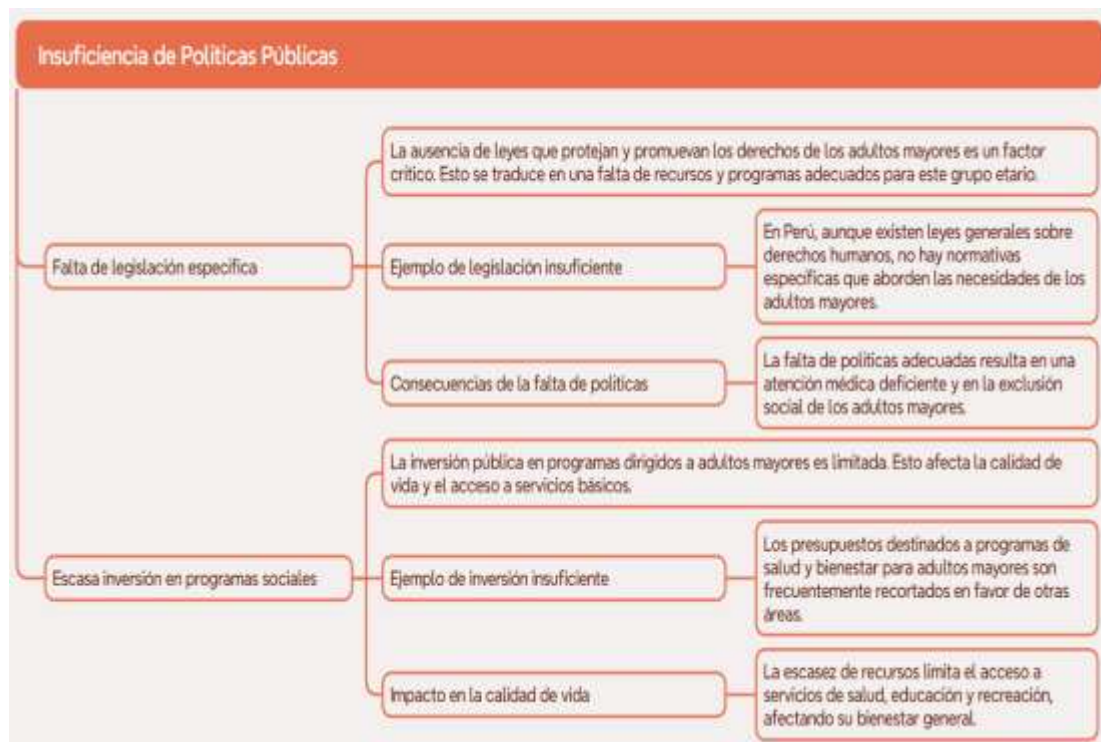 Insuficiencia de Políticas Públicas
La ausencia de leyes que protejan y promuevan los derechos de los adultos mayores es un factor
crítico. Esto se traduce en una falta de recursos y programas adecuados para este grupo etario.
Falta de legislación específica
Ejemplo de legislación insuficiente
En Perú, aunque existen leyes generales sobre
derechos humanos, no hay normativas
específicas que aborden las necesidades de los
adultos mayores.
Consecuencias de la falta de políticas
La falta de políticas adecuadas resulta en una
atención médica deficiente y en la exclusión
social de los adultos mayores.
La inversión pública en programas dirigidos a adultos mayores es limitada. Esto afecta la calidad de
vida y el acceso a servicios básicos.
Escasa inversión en programas sociales
Ejemplo de inversión insuficiente
Los presupuestos destinados a programas de
salud y bienestar para adultos mayores son
frecuentemente recortados en favor de otras
áreas.
Impacto en la calidad de vida
La escasez de recursos limita el acceso a
servicios de salud, educación y recreación,
afectando su bienestar general.